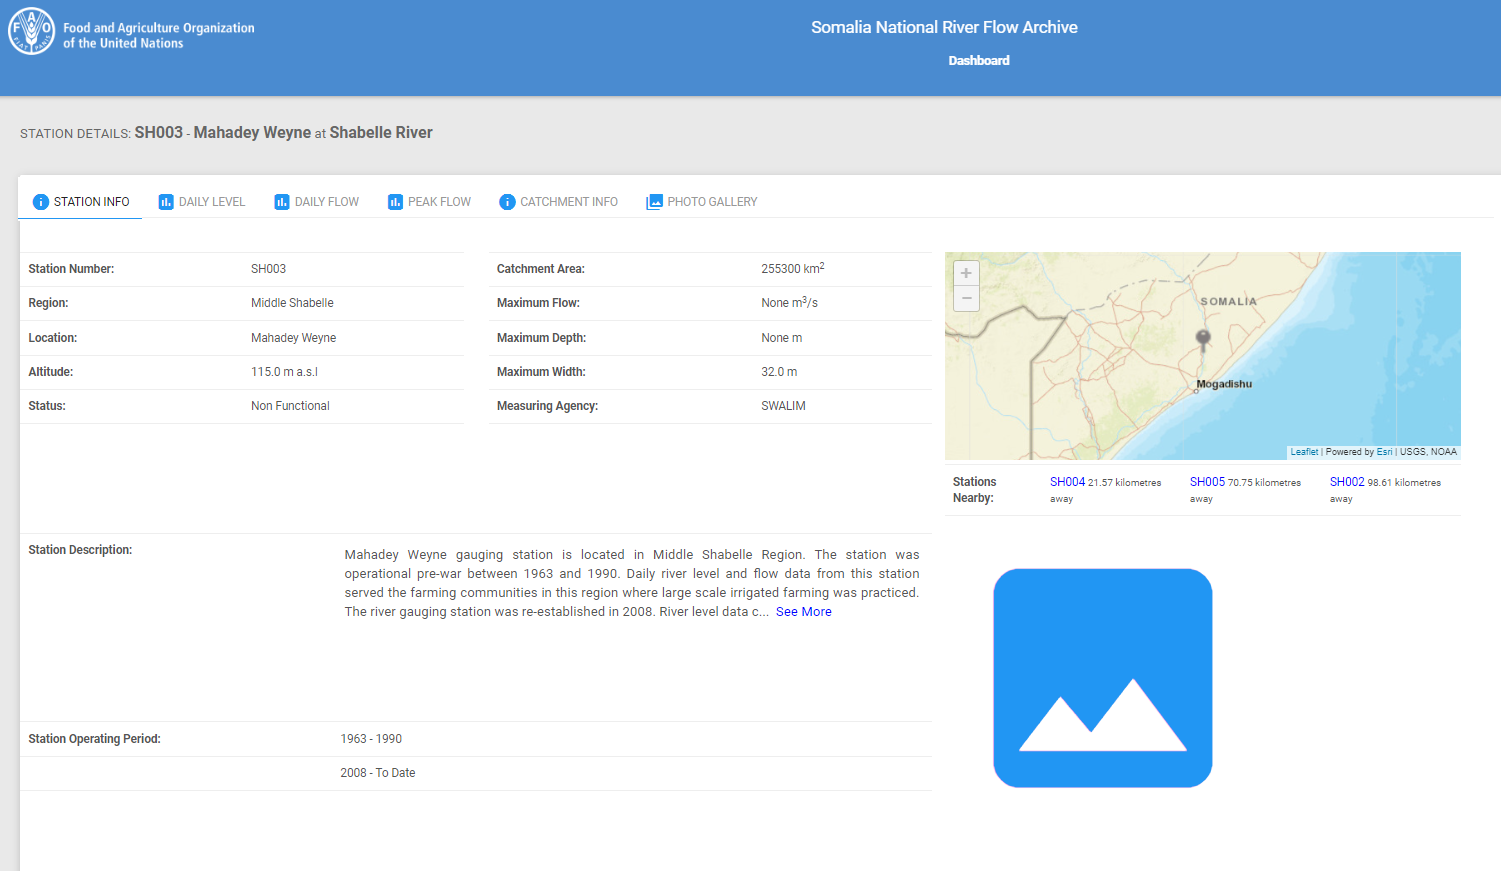 FAO
FIAT PANIS
Food and Agriculture Organization
of the United Nations
Somalia National River Flow Archive
Dashboard
STATION DETAILS: SH003 - Mahadey Weyne at Shabelle River
STATION INFO DAILY LEVEL DAILY FLOW PEAK FLOW CATCHMENT INFO PHOTO GALLERY
Station Number: SH003
Region: Middle Shabelle
Location: Mahadey Weyne
Altitude: 115.0 m a.s.l
Status: Non Functional
Catchment Area: 255300 km²
Maximum Flow: None m³/s
Maximum Depth: None m
Maximum Width: 32.0 m
Measuring Agency: SWALIM
+
−
SOMALIA
Mogadishu
Leaflet | Powered by Esri | USGS, NOAA
Stations Nearby: SH004 21.57 kilometres away SH005 70.75 kilometres away SH002 98.61 kilometres away
Station Description:
Mahadey Weyne gauging station is located in Middle Shabelle Region. The station was
operational pre-war between 1963 and 1990. Daily river level and flow data from this station
served the farming communities in this region where large scale irrigated farming was practiced.
The river gauging station was re-established in 2008. River level data c... See More
Station Operating Period: 1963 - 1990
2008 - To Date